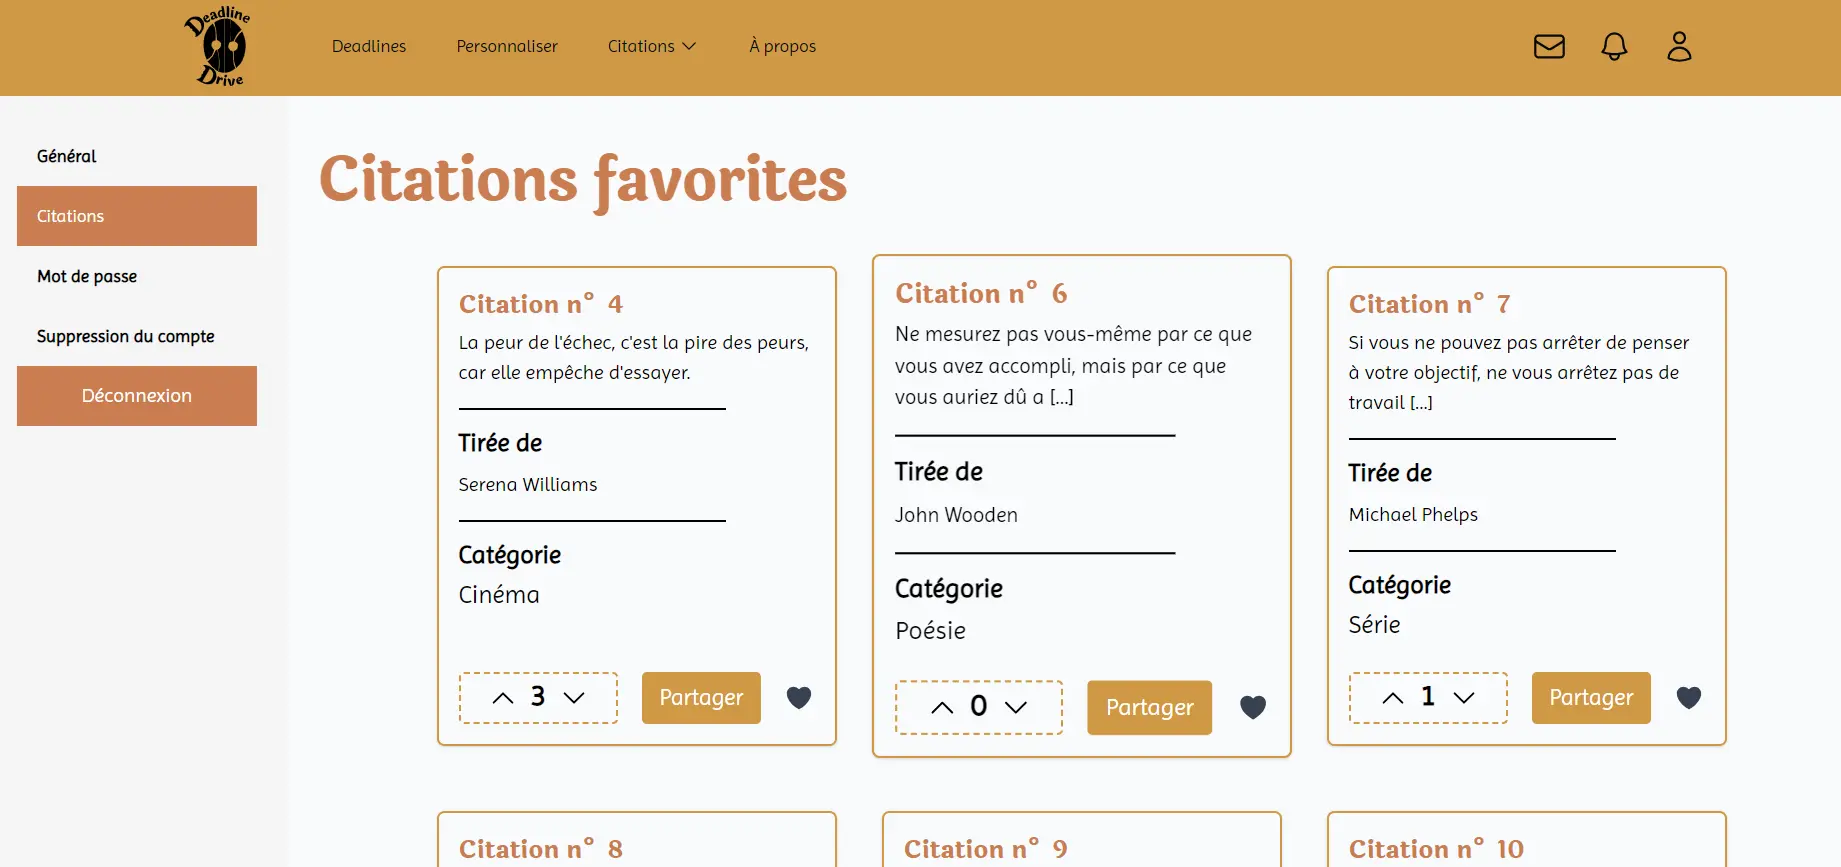 Deadline
Drive
Deadlines
Personnaliser
Citations
À propos
Général
Citations
Mot de passe
Suppression du compte
Déconnexion
Citations favorites
Citation n° 4
La peur de l'échec, c'est la pire des peurs,
car elle empêche d'essayer.
Tirée de
Serena Williams
Catégorie
Cinéma
3
Partager
Citation n° 6
Ne mesurez pas vous-même par ce que
vous avez accompli, mais par ce que
vous auriez dû a [...]
Tirée de
John Wooden
Catégorie
Poésie
0
Partager
Citation n° 7
Si vous ne pouvez pas arrêter de penser
à votre objectif, ne vous arrêtez pas de
travail [...]
Tirée de
Michael Phelps
Catégorie
Série
1
Partager
Citation n° 8
Citation n° 9
Citation n° 10